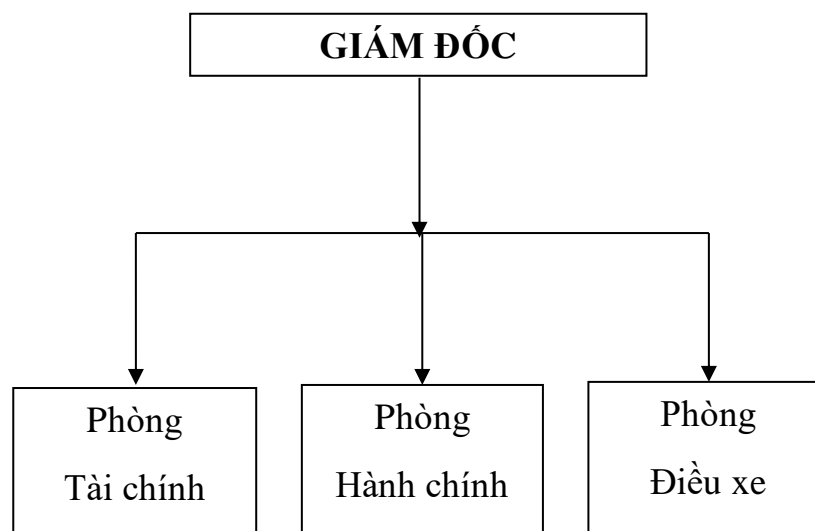 GIÁM ĐỐC
Phòng
Tài chính
Phòng
Hành chính
Phòng
Điều xe